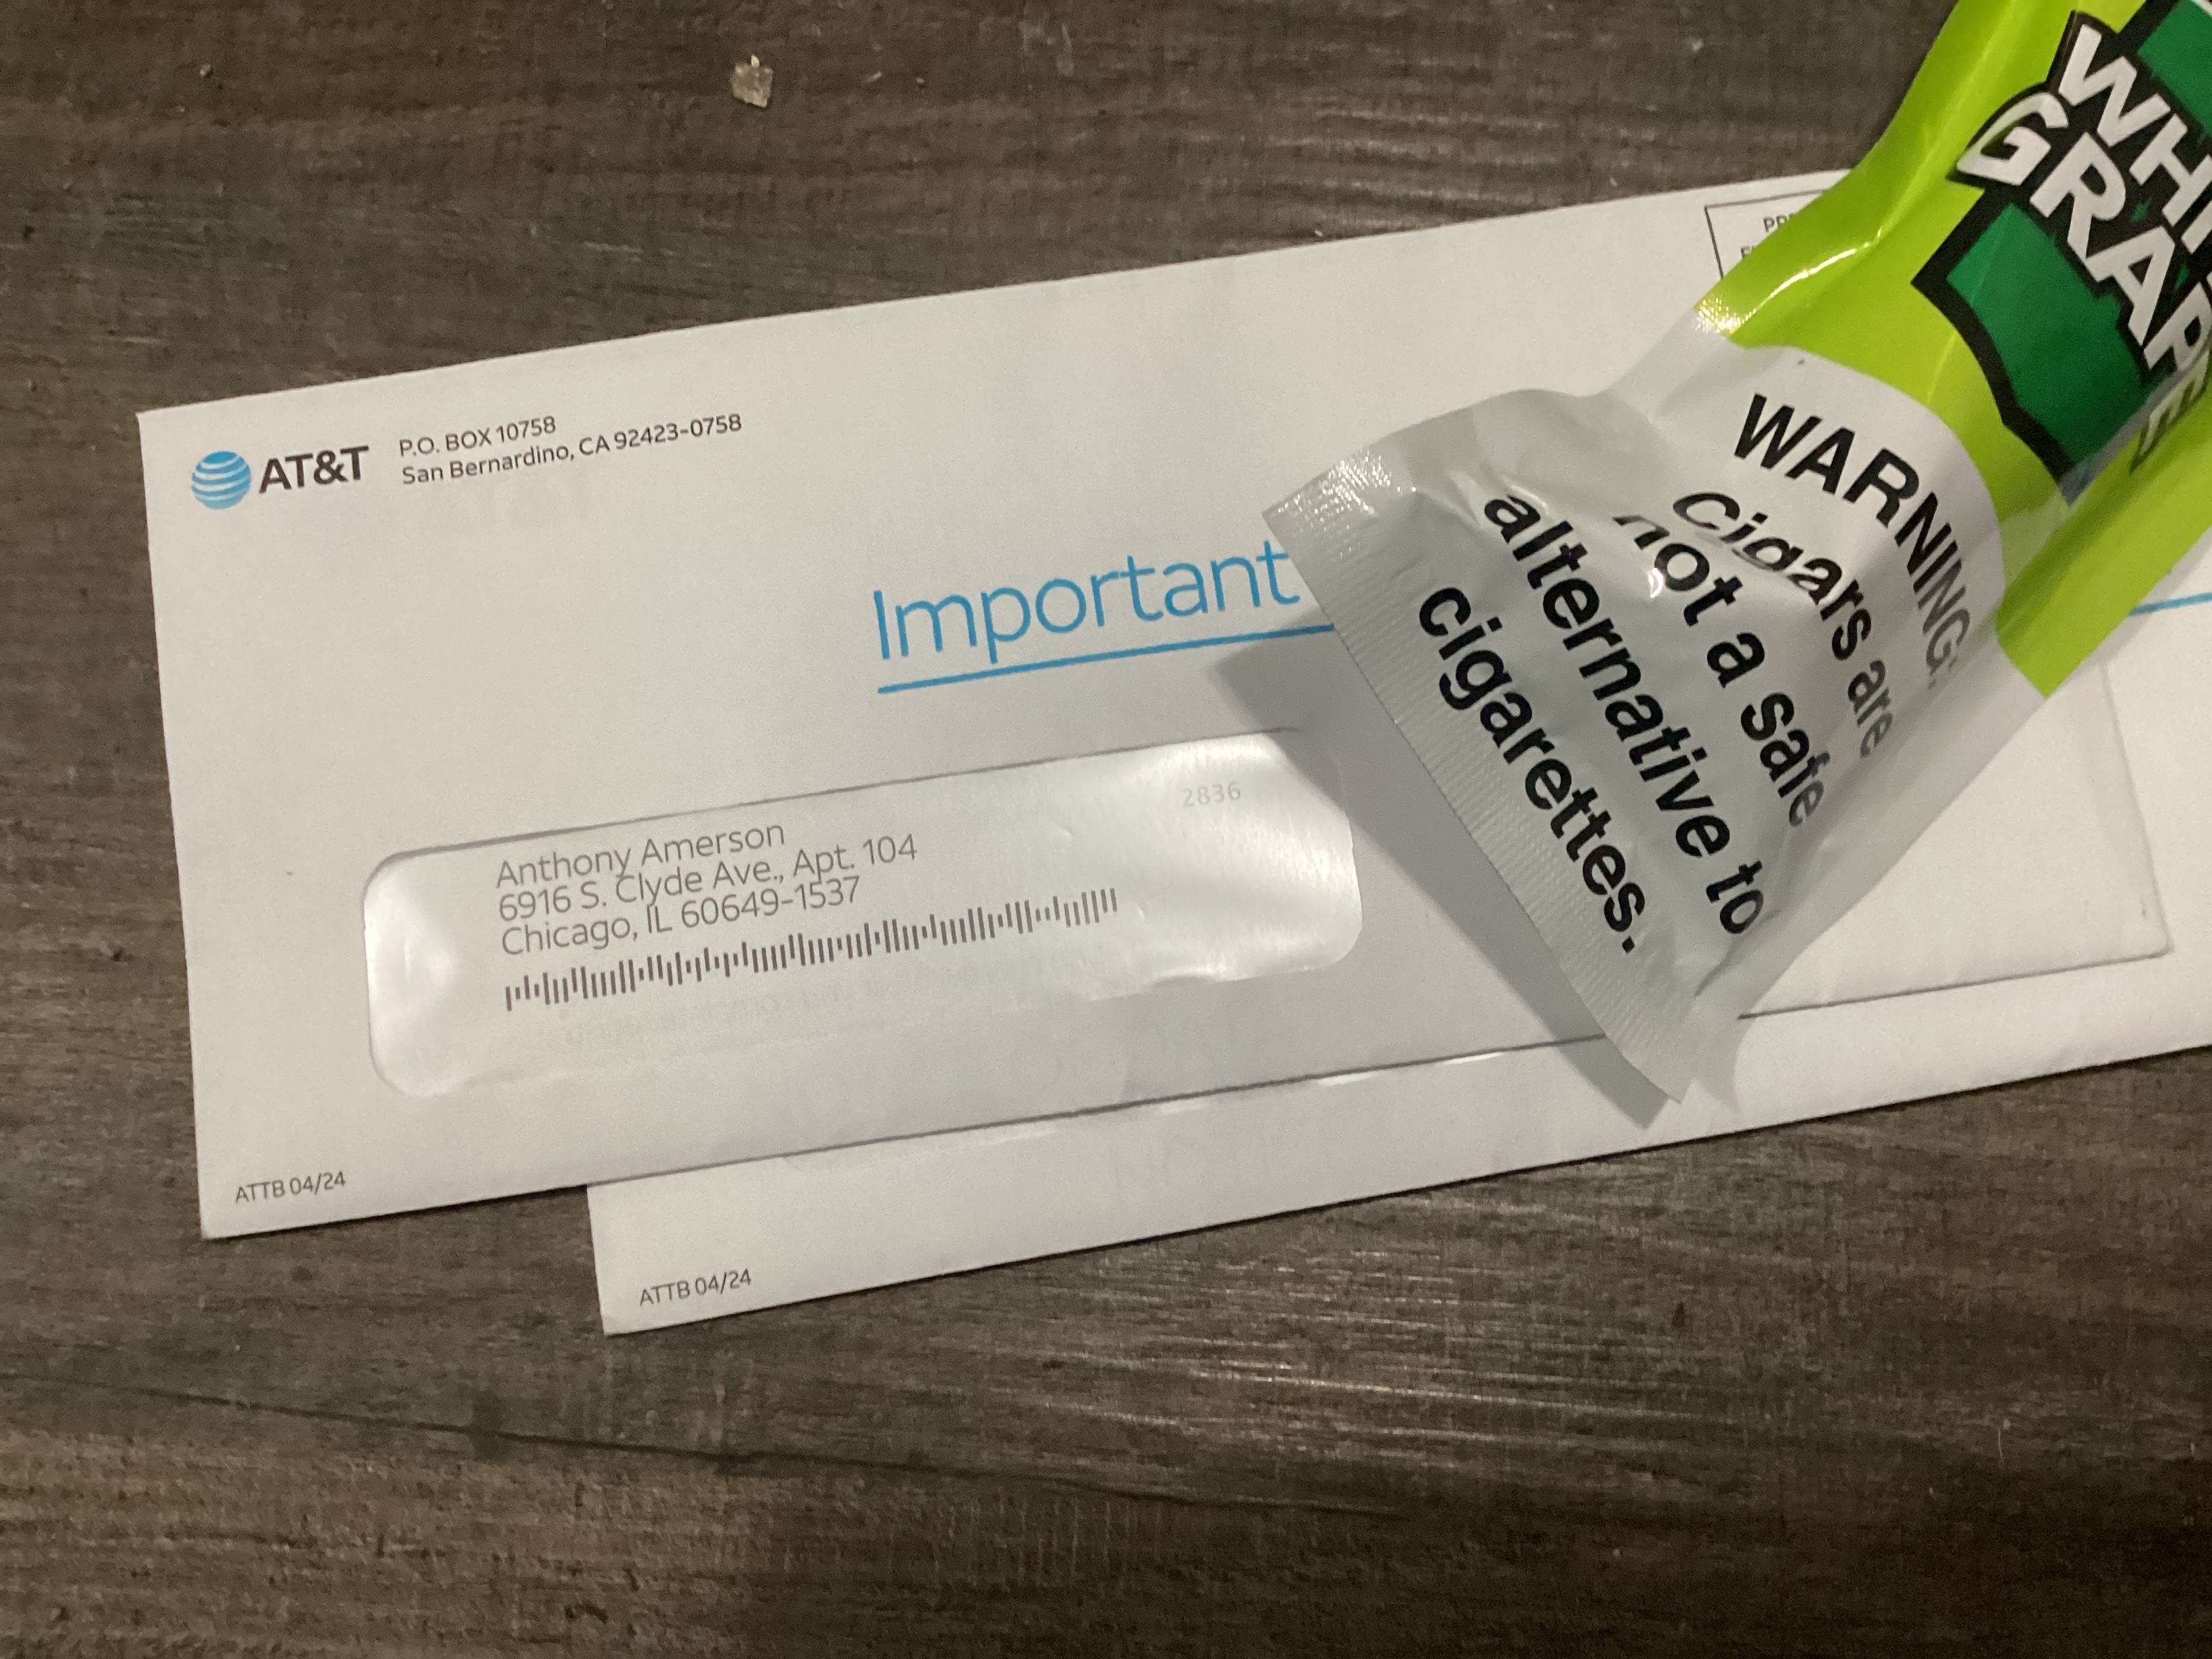 AT&T
P.O. BOX 10758
San Bernardino, CA 92423-0758
Important
2836
Anthony Amerson
6916 S. Clyde Ave., Apt. 104
Chicago, IL 60649-1537
ATTB 04/24
ATTB 04/24
WARNING:
Cigars are
not a safe
alternative to
cigarettes.